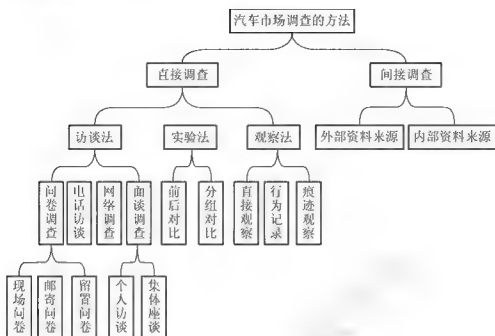 汽车市场调查的方法
直接调查
间接调查
访谈法
实验法
观察法
外部资料来源
内部资料来源
问卷调查
电话访谈
网络调查
面谈调查
前后对比
分组对比
直接观察
行为记录
痕迹观察
现场问卷
邮寄问卷
留置问卷
个人访谈
集体座谈